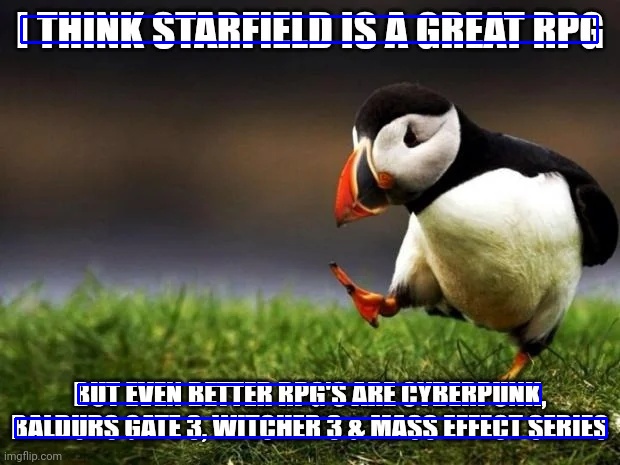 I THINK STARFIELD IS A GREAT RPG
BUT EVEN BETTER RPG'S ARE CYBERPUNK,
BALDURS GATE 3, WITCHER 3 & MASS EFFECT SERIES
imgflip.com